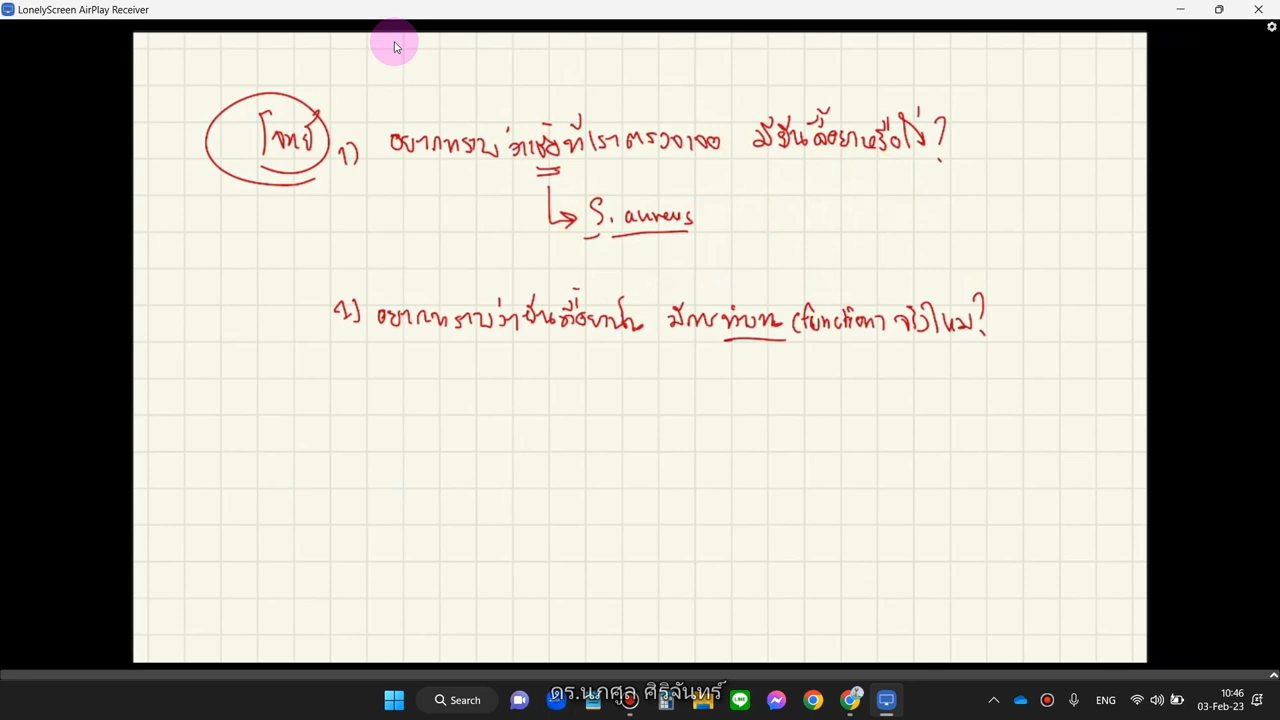 LonelyScreen AirPlay Receiver
โจทย์ 1) อยากทราบว่าเชื้อที่เราตรวจเจอ มียีนดื้อยาหรือไม่?
S. aureus
2) อยากทราบว่ายีนดื้อยานั้น มีการทำงาน (function) จริงไหม?
ดร.นภศูล ศิริจันทร์
Search
ENG
10:46
03-Feb-23